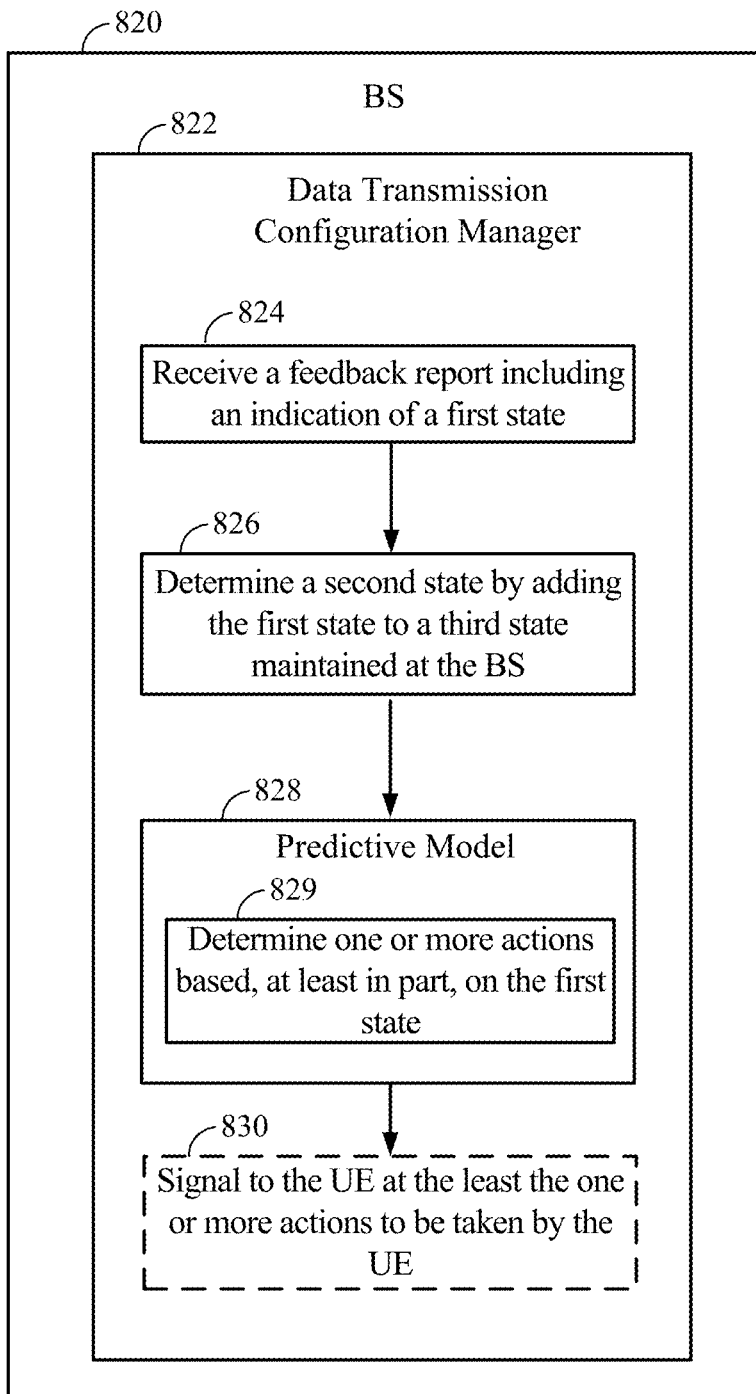 820
BS
822
Data Transmission
Configuration Manager
824
Receive a feedback report including
an indication of a first state
826
Determine a second state by adding
the first state to a third state
maintained at the BS
828
Predictive Model
829
Determine one or more actions
based, at least in part, on the first
state
830
Signal to the UE at the least the one
or more actions to be taken by the
UE